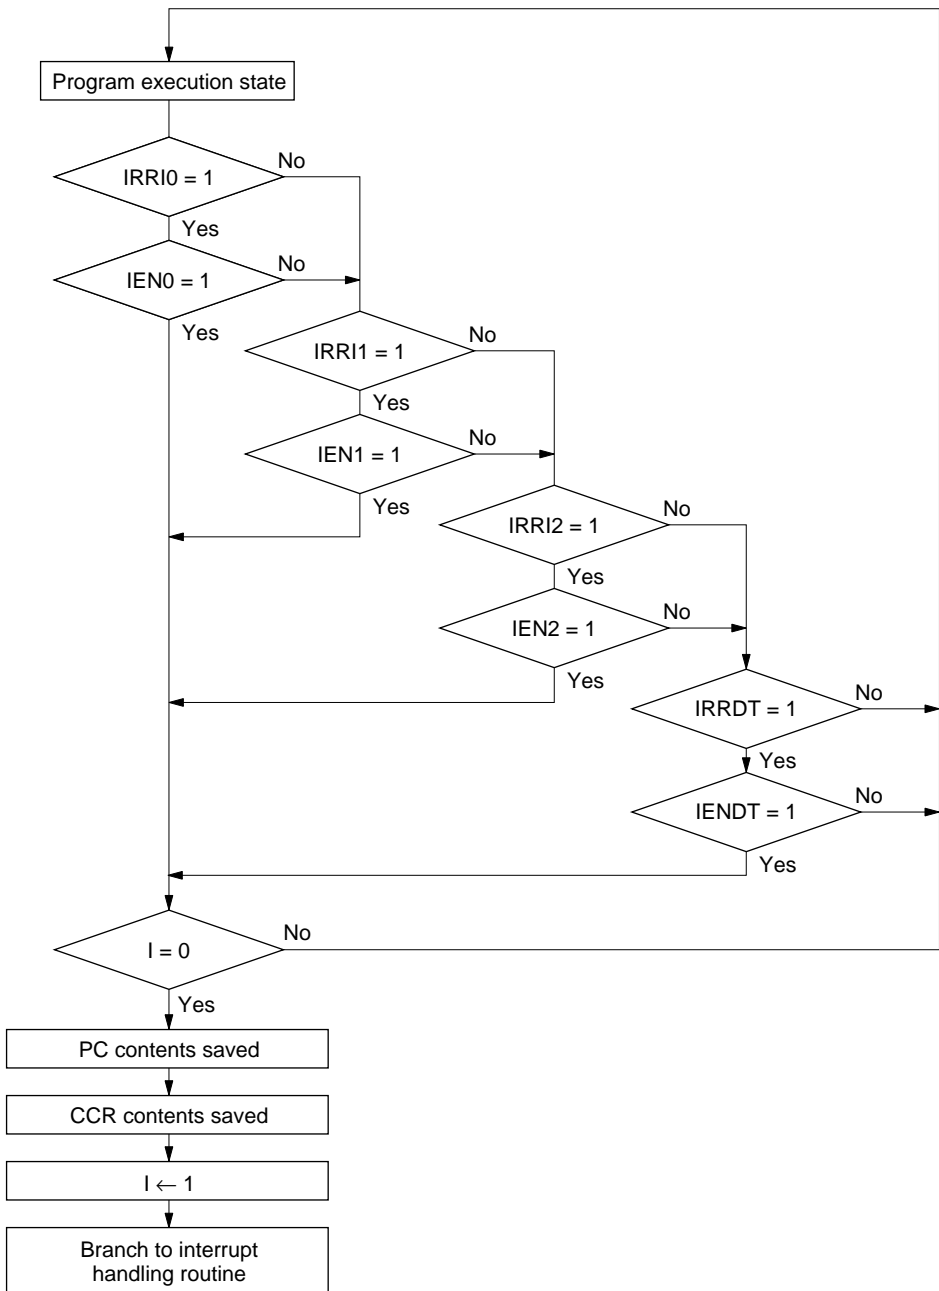 Program execution state
IRRI0 = 1
No
Yes
IEN0 = 1
No
Yes
IRRI1 = 1
No
Yes
IEN1 = 1
No
Yes
IRRI2 = 1
No
Yes
IEN2 = 1
No
Yes
IRRDT = 1
No
Yes
IENDT = 1
No
Yes
I = 0
No
Yes
PC contents saved
CCR contents saved
I ← 1
Branch to interrupt
handling routine